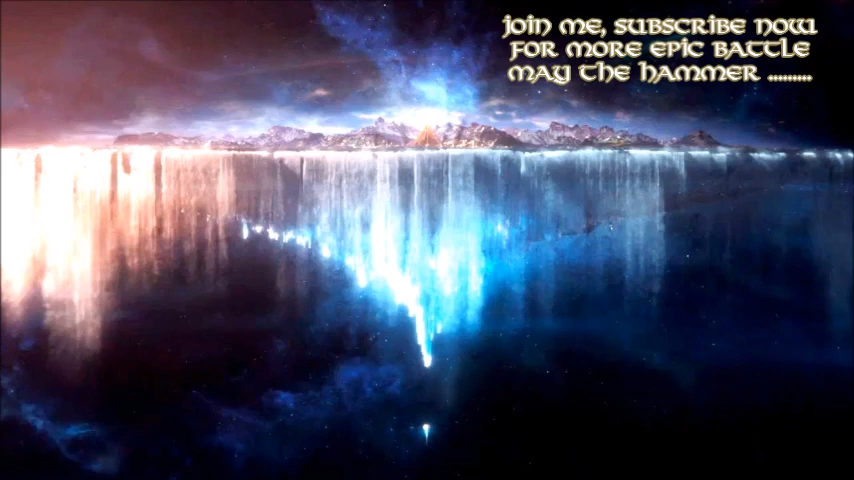 JOIN ME, SUBSCRIBE NOW
FOR MORE EPIC BATTLE
MAY THE HAMMER .........